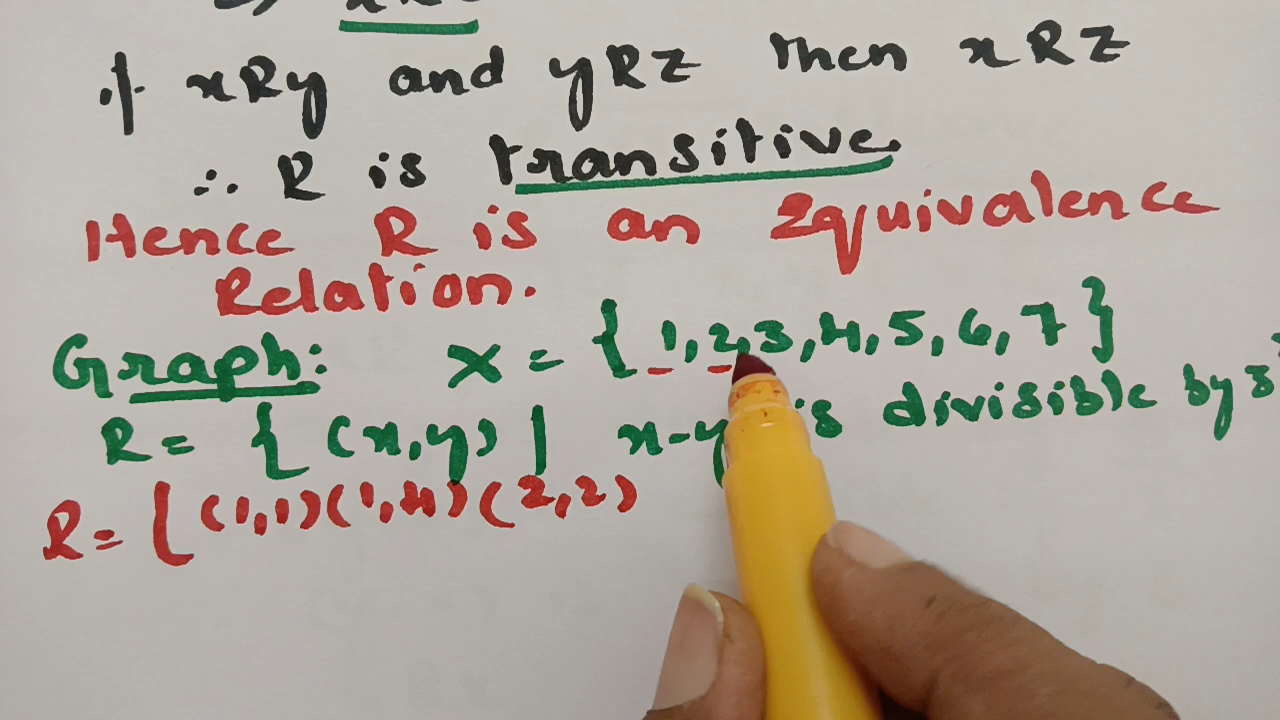 if xRy and yRz then xRz
∴ R is transitive.
Hence R is an Equivalence
Relation.
Graph: X = { 1,2,3,4,5,6,7 }
R = { (x,y) | x-y is divisible by 3
R = { (1,1)(1,4)(2,2)